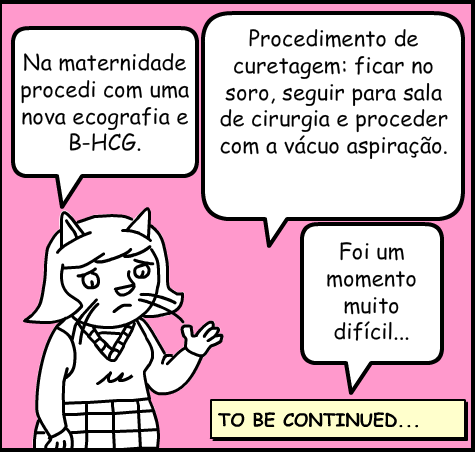 Na maternidade
procedi com uma
nova ecografia e
B-HCG.
Procedimento de
curetagem: ficar no
soro, seguir para sala
de cirurgia e proceder
com a vácuo aspiração.
Foi um
momento
muito
difícil...
TO BE CONTINUED...